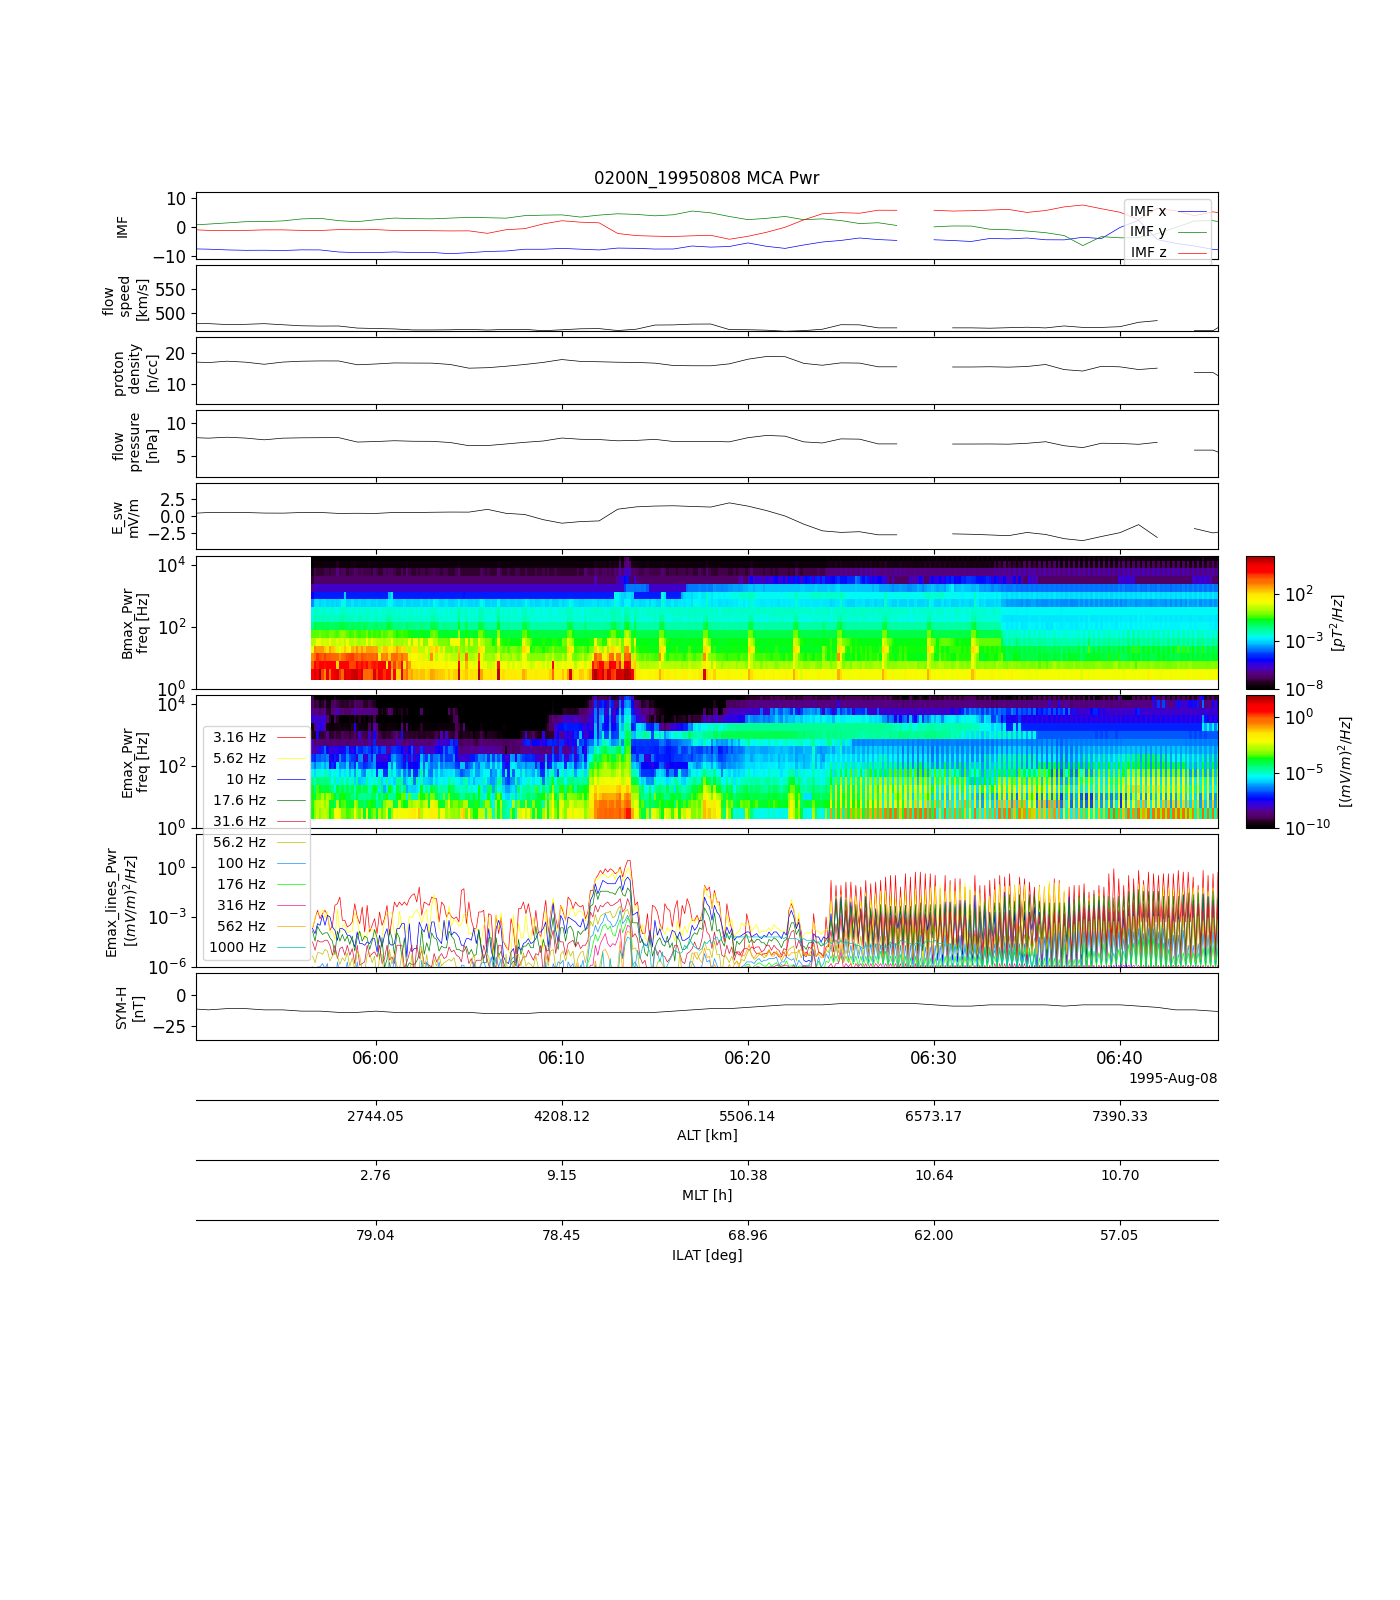 0200N_19950808 MCA Pwr
IMF
10
0
−10
IMF x
IMF y
IMF z
flow
speed
[km/s]
550
500
proton
density
[n/cc]
20
10
flow
pressure
[nPa]
10
5
E_sw
mV/m
2.5
0.0
−2.5
Bmax_Pwr
freq [Hz]
10^4
10^2
10^0
10^2
10^-3
10^-8
[pT^2/Hz]
Emax_Pwr
freq [Hz]
10^4
10^2
10^0
10^0
10^-5
10^-10
[(mV/m)^2/Hz]
3.16 Hz
5.62 Hz
10 Hz
17.6 Hz
31.6 Hz
56.2 Hz
100 Hz
176 Hz
316 Hz
562 Hz
1000 Hz
Emax_lines_Pwr
[(mV/m)^2/Hz]
10^0
10^-3
10^-6
SYM-H
[nT]
0
−25
06:00 06:10 06:20 06:30 06:40
1995-Aug-08
2744.05 4208.12 5506.14 6573.17 7390.33
ALT [km]
2.76 9.15 10.38 10.64 10.70
MLT [h]
79.04 78.45 68.96 62.00 57.05
ILAT [deg]